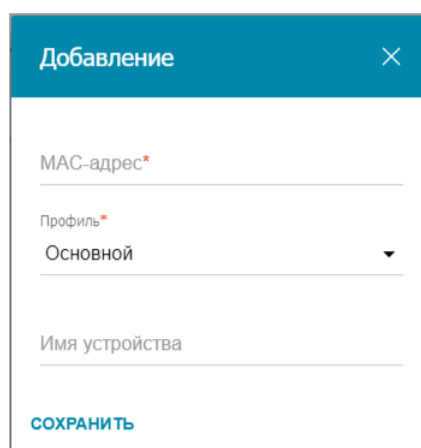 Добавление
MAC-адрес*
Профиль*
Основной
Имя устройства
СОХРАНИТЬ